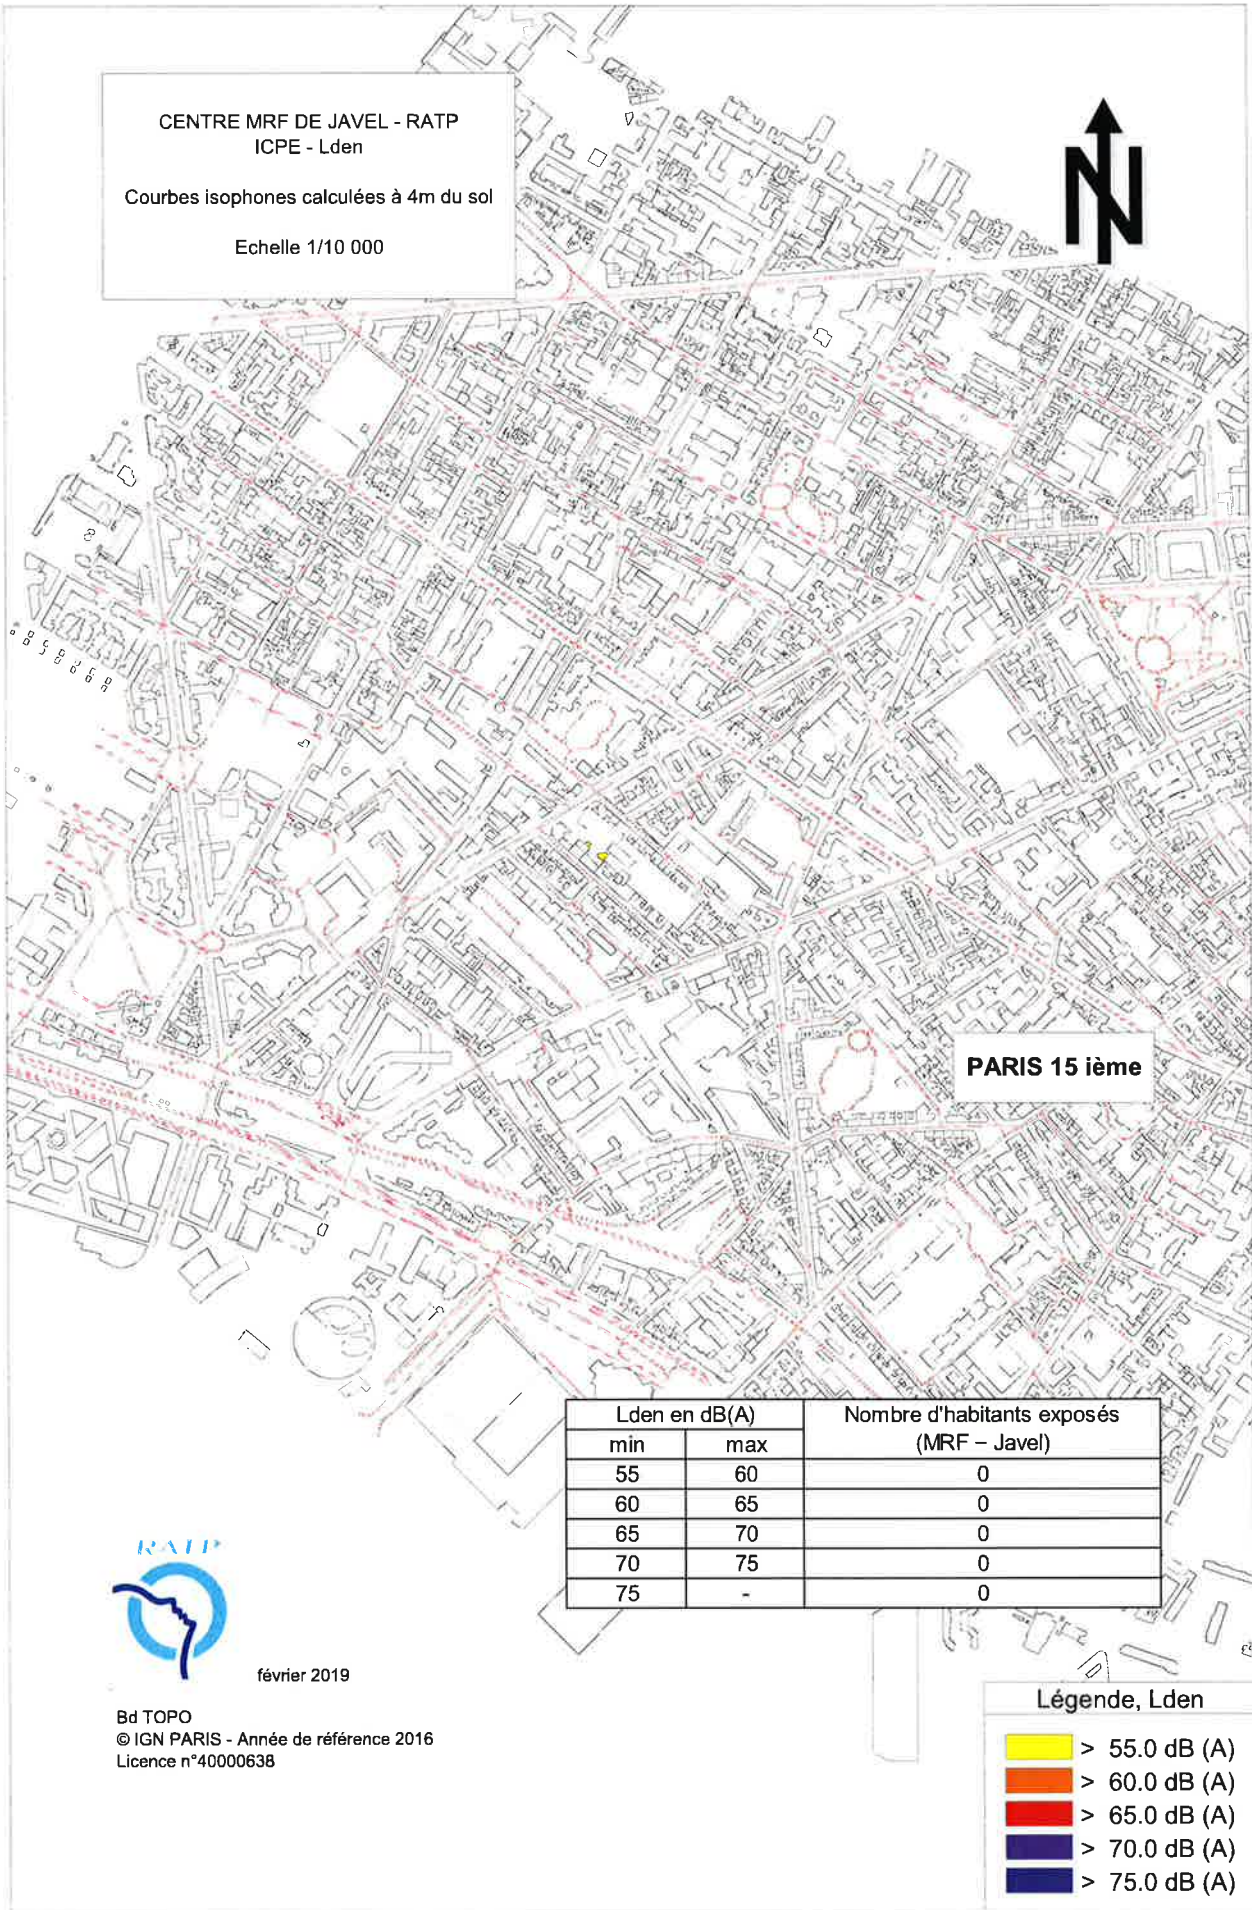 CENTRE MRF DE JAVEL - RATP
ICPE - Lden
Courbes isophones calculées à 4m du sol
Echelle 1/10 000
N
PARIS 15 ième
Lden en dB(A) Nombre d'habitants exposés
(MRF – Javel)
min max
55 60 0
60 65 0
65 70 0
70 75 0
75 - 0
RATP
février 2019
Bd TOPO
© IGN PARIS - Année de référence 2016
Licence n°40000638
Légende, Lden
> 55.0 dB (A)
> 60.0 dB (A)
> 65.0 dB (A)
> 70.0 dB (A)
> 75.0 dB (A)